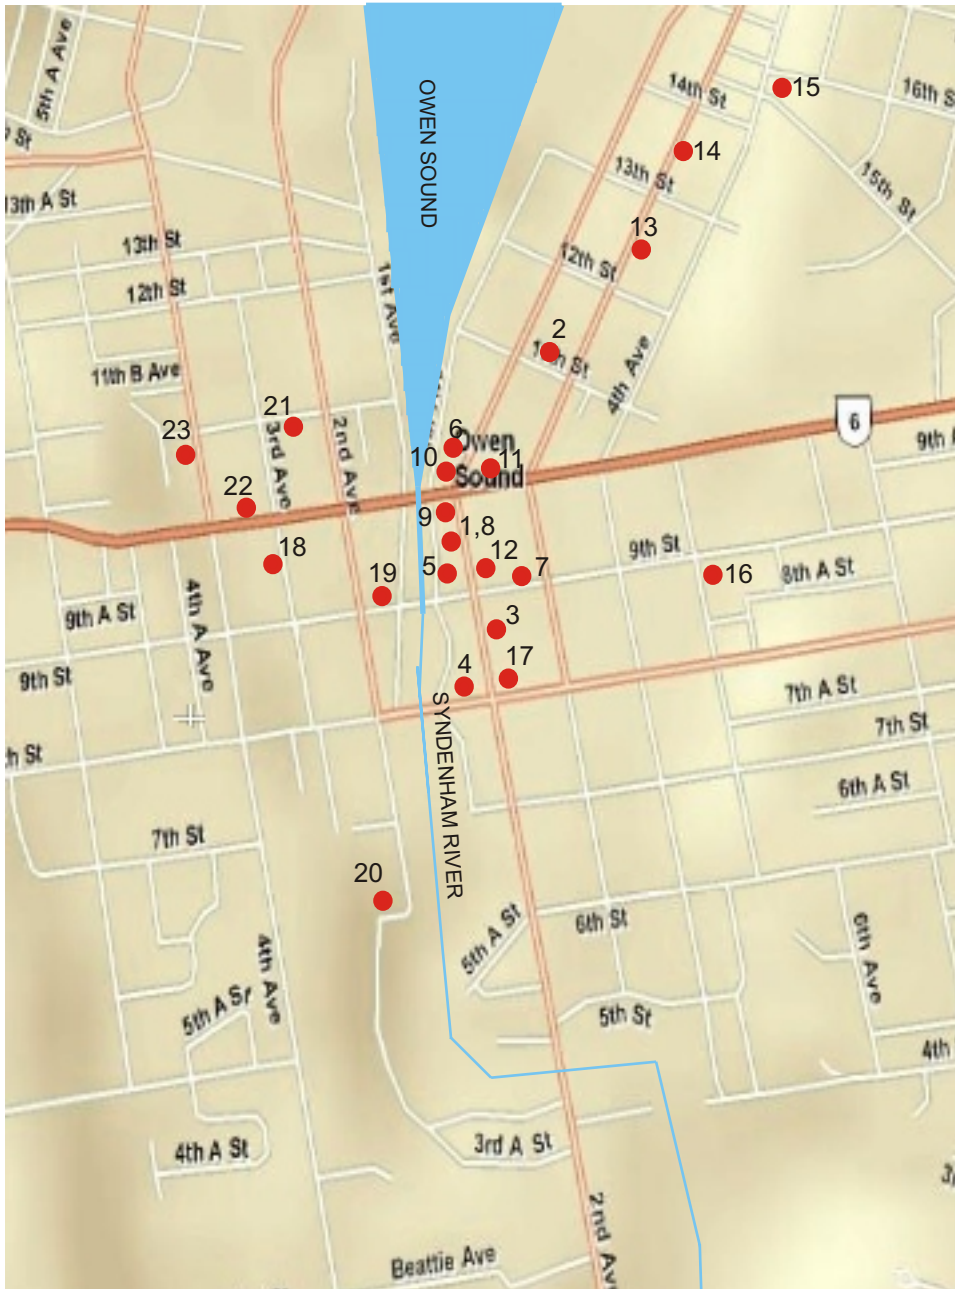 5th A Ave
OWEN SOUND
14th St
15
16th S
St
14
13th St
15th St
13th A St
13
13th St
12th St
12th St
1st Ave
2
11th B Ave
4th Ave
21
3rd Ave
2nd Ave
6
Owen
Sound
6
23
10
11
9th A
22
9
1,8
9th St
18
5
12
7
16
8th A St
19
4th A Ave
9th A St
3
17
4
9th St
7th A St
SYNDENHAM RIVER
7th St
h St
6th A St
7th St
20
5th A St
6th St
6th Ave
4th Ave
5th A St
5th St
4th
4th A St
3rd A St
2nd Av
Beattie Ave